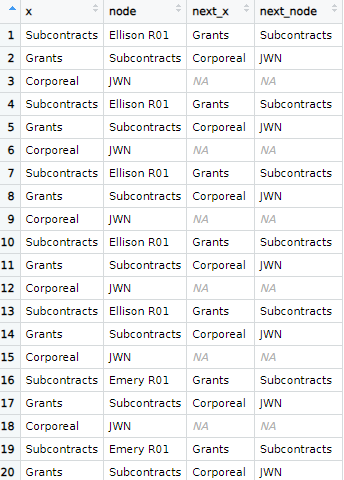 x node next_x next_node
1 Subcontracts Ellison R01 Grants Subcontracts
2 Grants Subcontracts Corporeal JWN
3 Corporeal JWN NA NA
4 Subcontracts Ellison R01 Grants Subcontracts
5 Grants Subcontracts Corporeal JWN
6 Corporeal JWN NA NA
7 Subcontracts Ellison R01 Grants Subcontracts
8 Grants Subcontracts Corporeal JWN
9 Corporeal JWN NA NA
10 Subcontracts Ellison R01 Grants Subcontracts
11 Grants Subcontracts Corporeal JWN
12 Corporeal JWN NA NA
13 Subcontracts Ellison R01 Grants Subcontracts
14 Grants Subcontracts Corporeal JWN
15 Corporeal JWN NA NA
16 Subcontracts Emery R01 Grants Subcontracts
17 Grants Subcontracts Corporeal JWN
18 Corporeal JWN NA NA
19 Subcontracts Emery R01 Grants Subcontracts
20 Grants Subcontracts Corporeal JWN